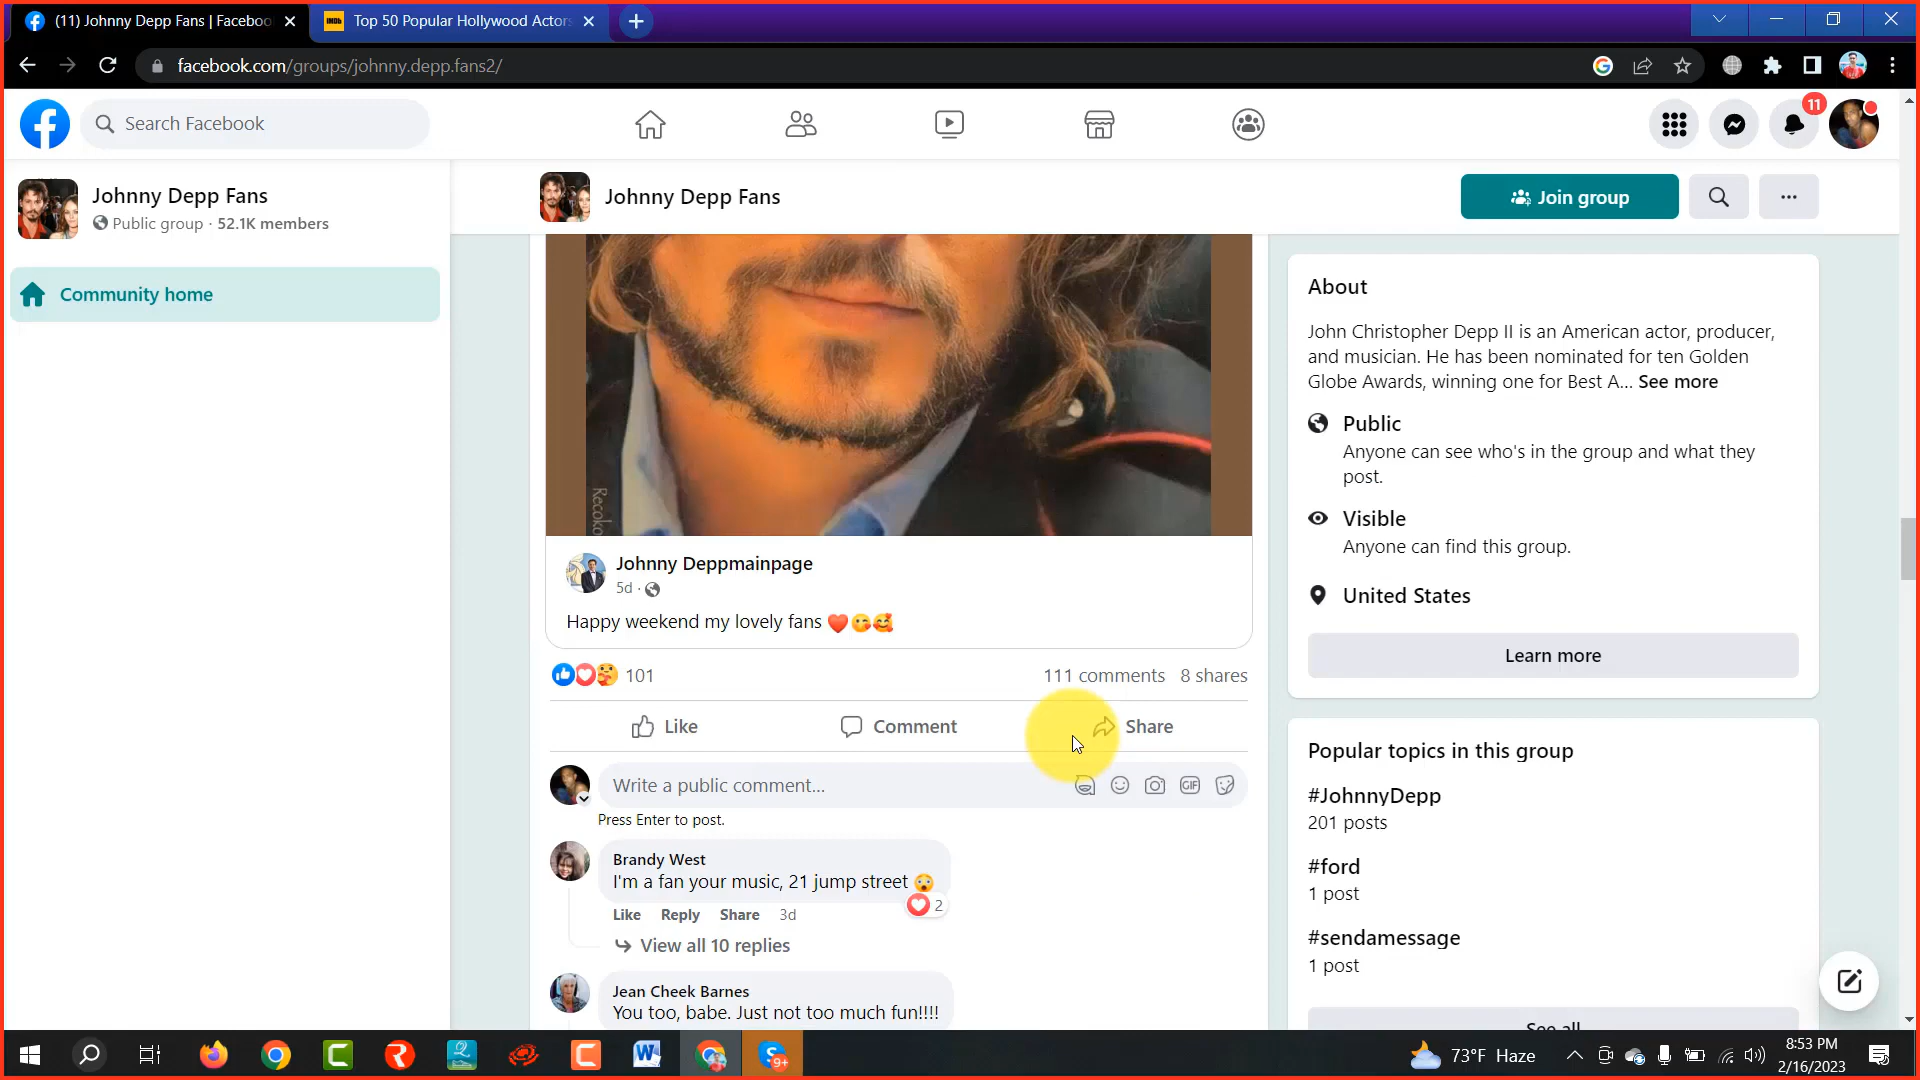 (11) Johnny Depp Fans | Faceboo
IMDb Top 50 Popular Hollywood Actors
facebook.com/groups/johnny.depp.fans2/
Search Facebook
11
Johnny Depp Fans
Public group · 52.1K members
Community home
Johnny Depp Fans
Join group
Recoko
Johnny Deppmainpage
5d ·
Happy weekend my lovely fans ❤️😘🥰
101
111 comments 8 shares
Like Comment Share
Write a public comment...
GIF
Press Enter to post.
Brandy West
I'm a fan your music, 21 jump street 😲
2
Like Reply Share 3d
View all 10 replies
Jean Cheek Barnes
You too, babe. Just not too much fun!!!!
About
John Christopher Depp II is an American actor, producer,
and musician. He has been nominated for ten Golden
Globe Awards, winning one for Best A... See more
Public
Anyone can see who's in the group and what they
post.
Visible
Anyone can find this group.
United States
Learn more
Popular topics in this group
#JohnnyDepp
201 posts
#ford
1 post
#sendamessage
1 post
See all
9+
73°F Haze
8:53 PM
2/16/2023